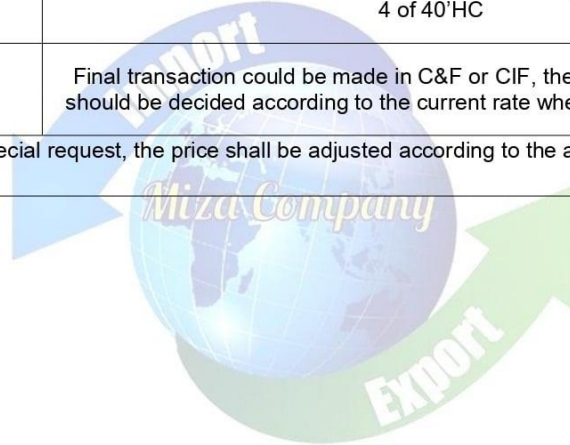 4 of 40’HC
Final transaction could be made in C&F or CIF, the
should be decided according to the current rate whe
ecial request, the price shall be adjusted according to the a
Import
Miza Company
Export